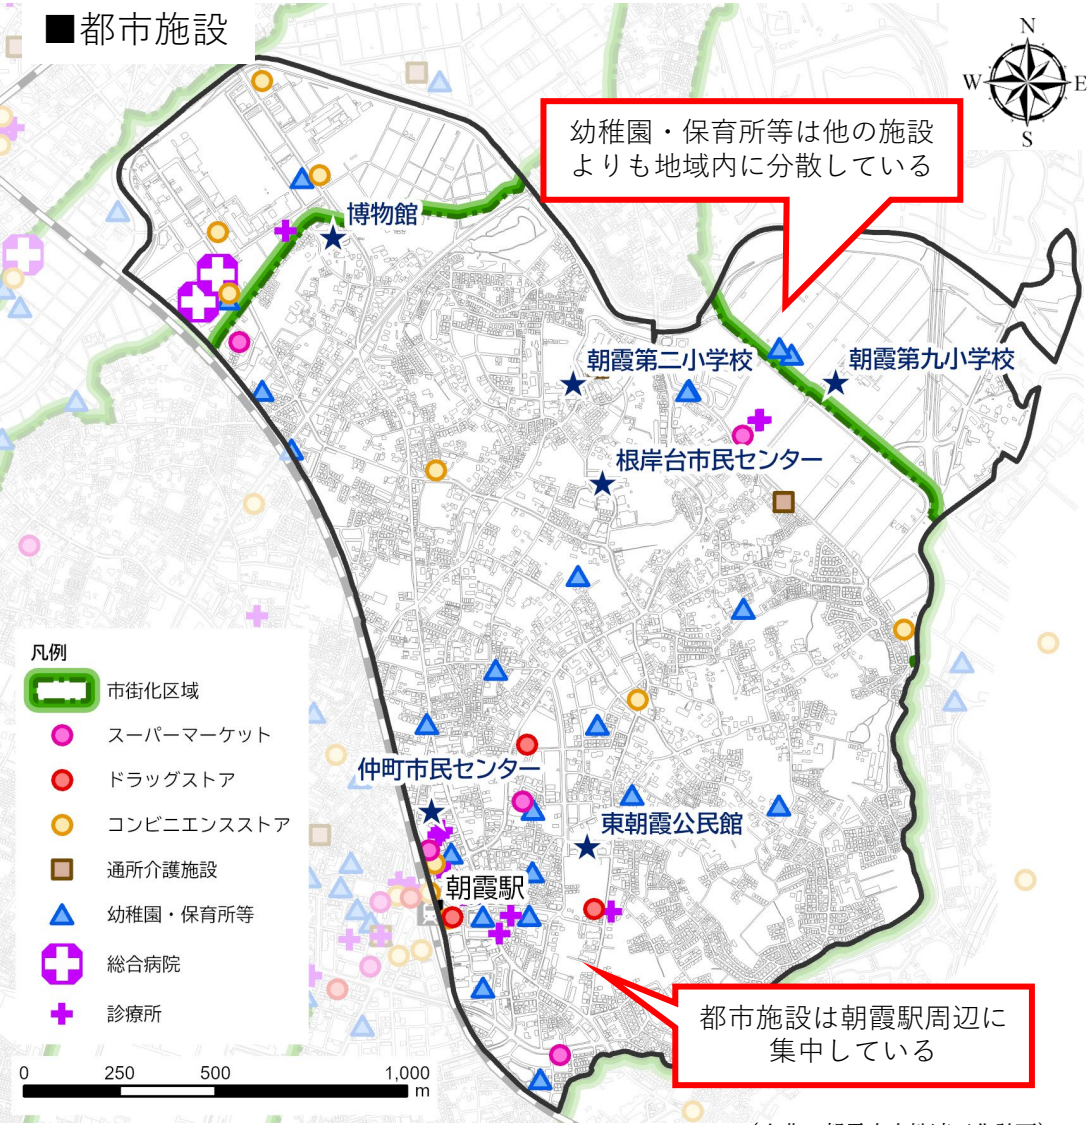 ■都市施設
N
W
E
S
幼稚園・保育所等は他の施設
よりも地域内に分散している
博物館
朝霞第二小学校
朝霞第九小学校
根岸台市民センター
凡例
市街化区域
スーパーマーケット
ドラッグストア
コンビニエンスストア
通所介護施設
幼稚園・保育所等
総合病院
診療所
仲町市民センター
東朝霞公民館
朝霞駅
都市施設は朝霞駅周辺に
集中している
0 250 500 1,000
m